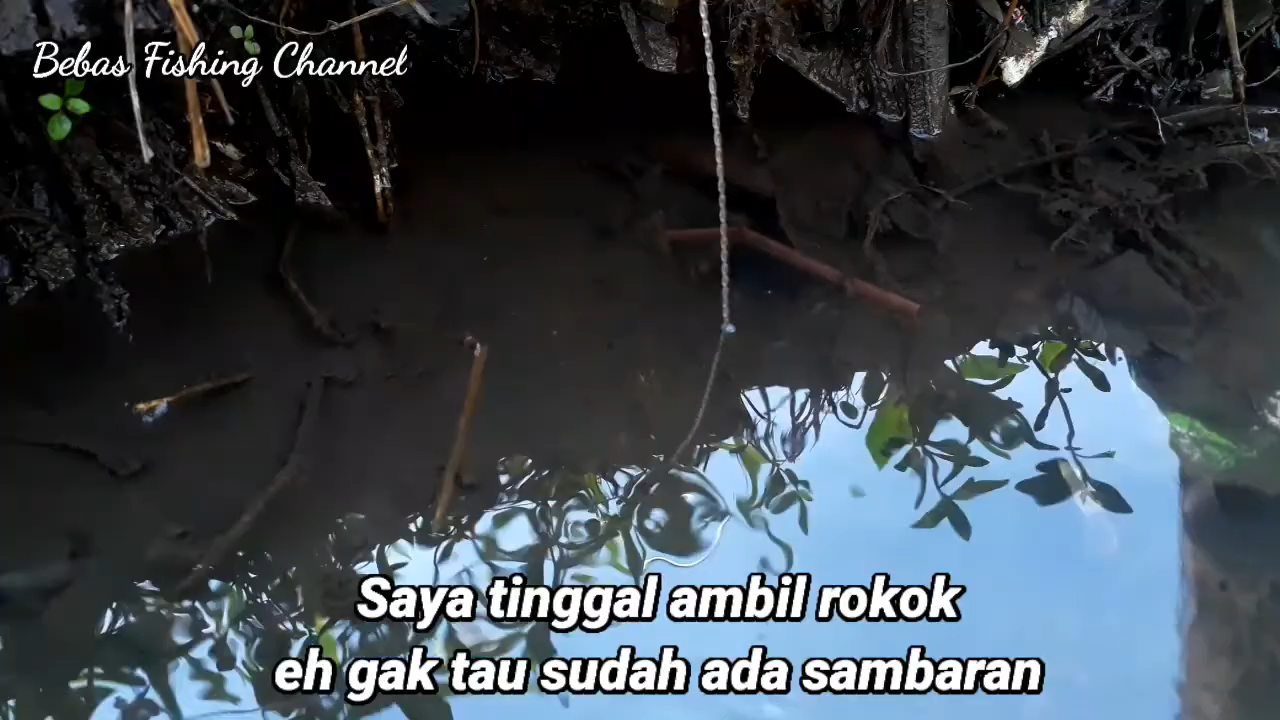 Bebas Fishing Channel
Saya tinggal ambil rokok
eh gak tau sudah ada sambaran